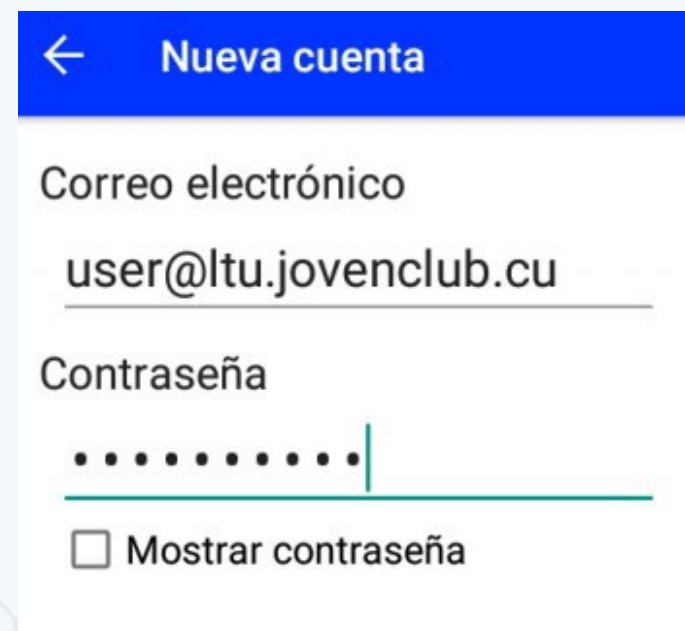 Nueva cuenta
Correo electrónico
user@ltu.jovenclub.cu
Contraseña
••••••••••
Mostrar contraseña